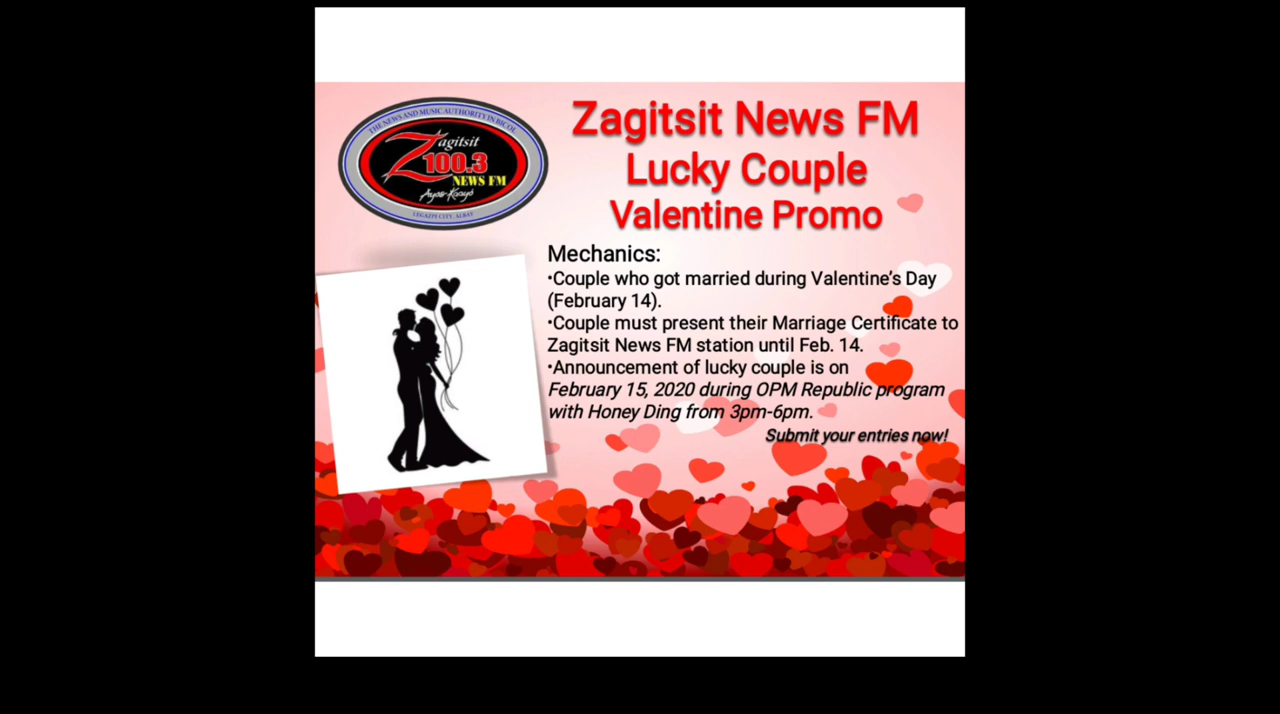 THE NEWS AND MUSIC AUTHORITY IN BICOL
Zagitsit
100.3
NEWS FM
Ayos-Kaayo
LEGAZPI CITY, ALBAY
Zagitsit News FM
Lucky Couple
Valentine Promo
Mechanics:
•Couple who got married during Valentine’s Day
(February 14).
•Couple must present their Marriage Certificate to
Zagitsit News FM station until Feb. 14.
•Announcement of lucky couple is on
February 15, 2020 during OPM Republic program
with Honey Ding from 3pm-6pm.
Submit your entries now!